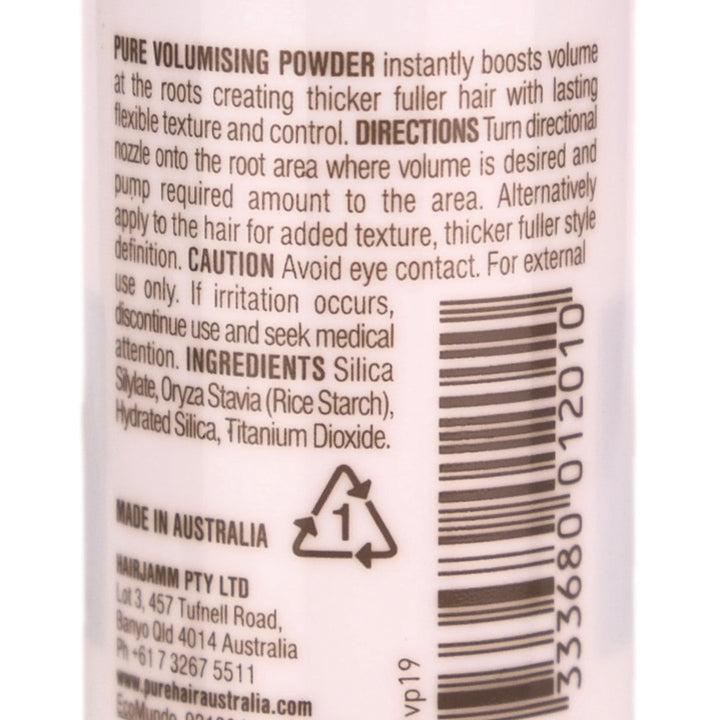 PURE VOLUMISING POWDER instantly boosts volume
at the roots creating thicker fuller hair with lasting
flexible texture and control. DIRECTIONS Turn directional
nozzle onto the root area where volume is desired and
pump required amount to the area. Alternatively
apply to the hair for added texture, thicker fuller style
definition. CAUTION Avoid eye contact. For external
use only. If irritation occurs,
discontinue use and seek medical
attention. INGREDIENTS Silica
Silylate, Oryza Stavia (Rice Starch),
Hydrated Silica, Titanium Dioxide.
1
MADE IN AUSTRALIA
HAIRJAMM PTY LTD
Lot 3, 457 Tufnell Road,
Banyo Qld 4014 Australia
Ph +61 7 3267 5511
www.purehairaustralia.com
EcoMundo,
vp19
333680 012010